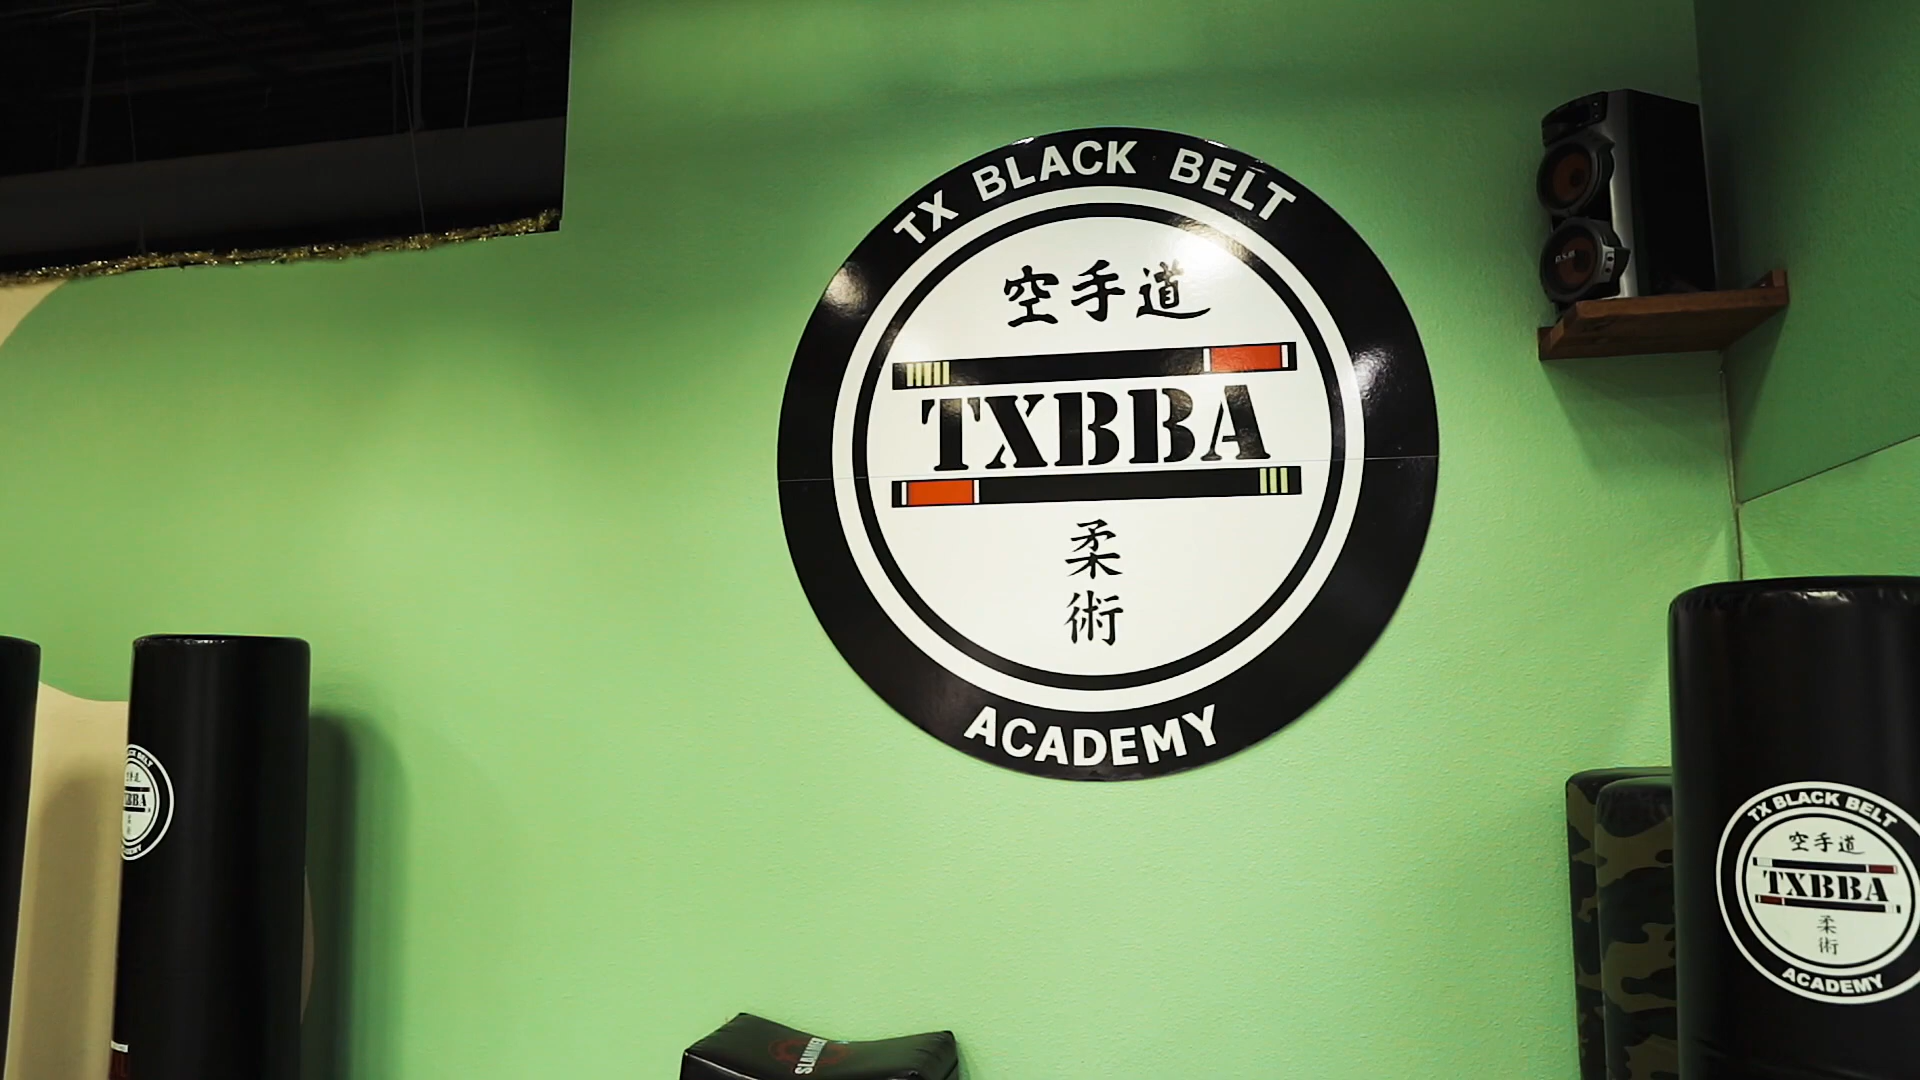 TX BLACK BELT
空手道
TXBBA
柔
術
ACADEMY
TX BLACK BELT
空手道
TXBBA
柔
術
ACADEMY
SLAMMER